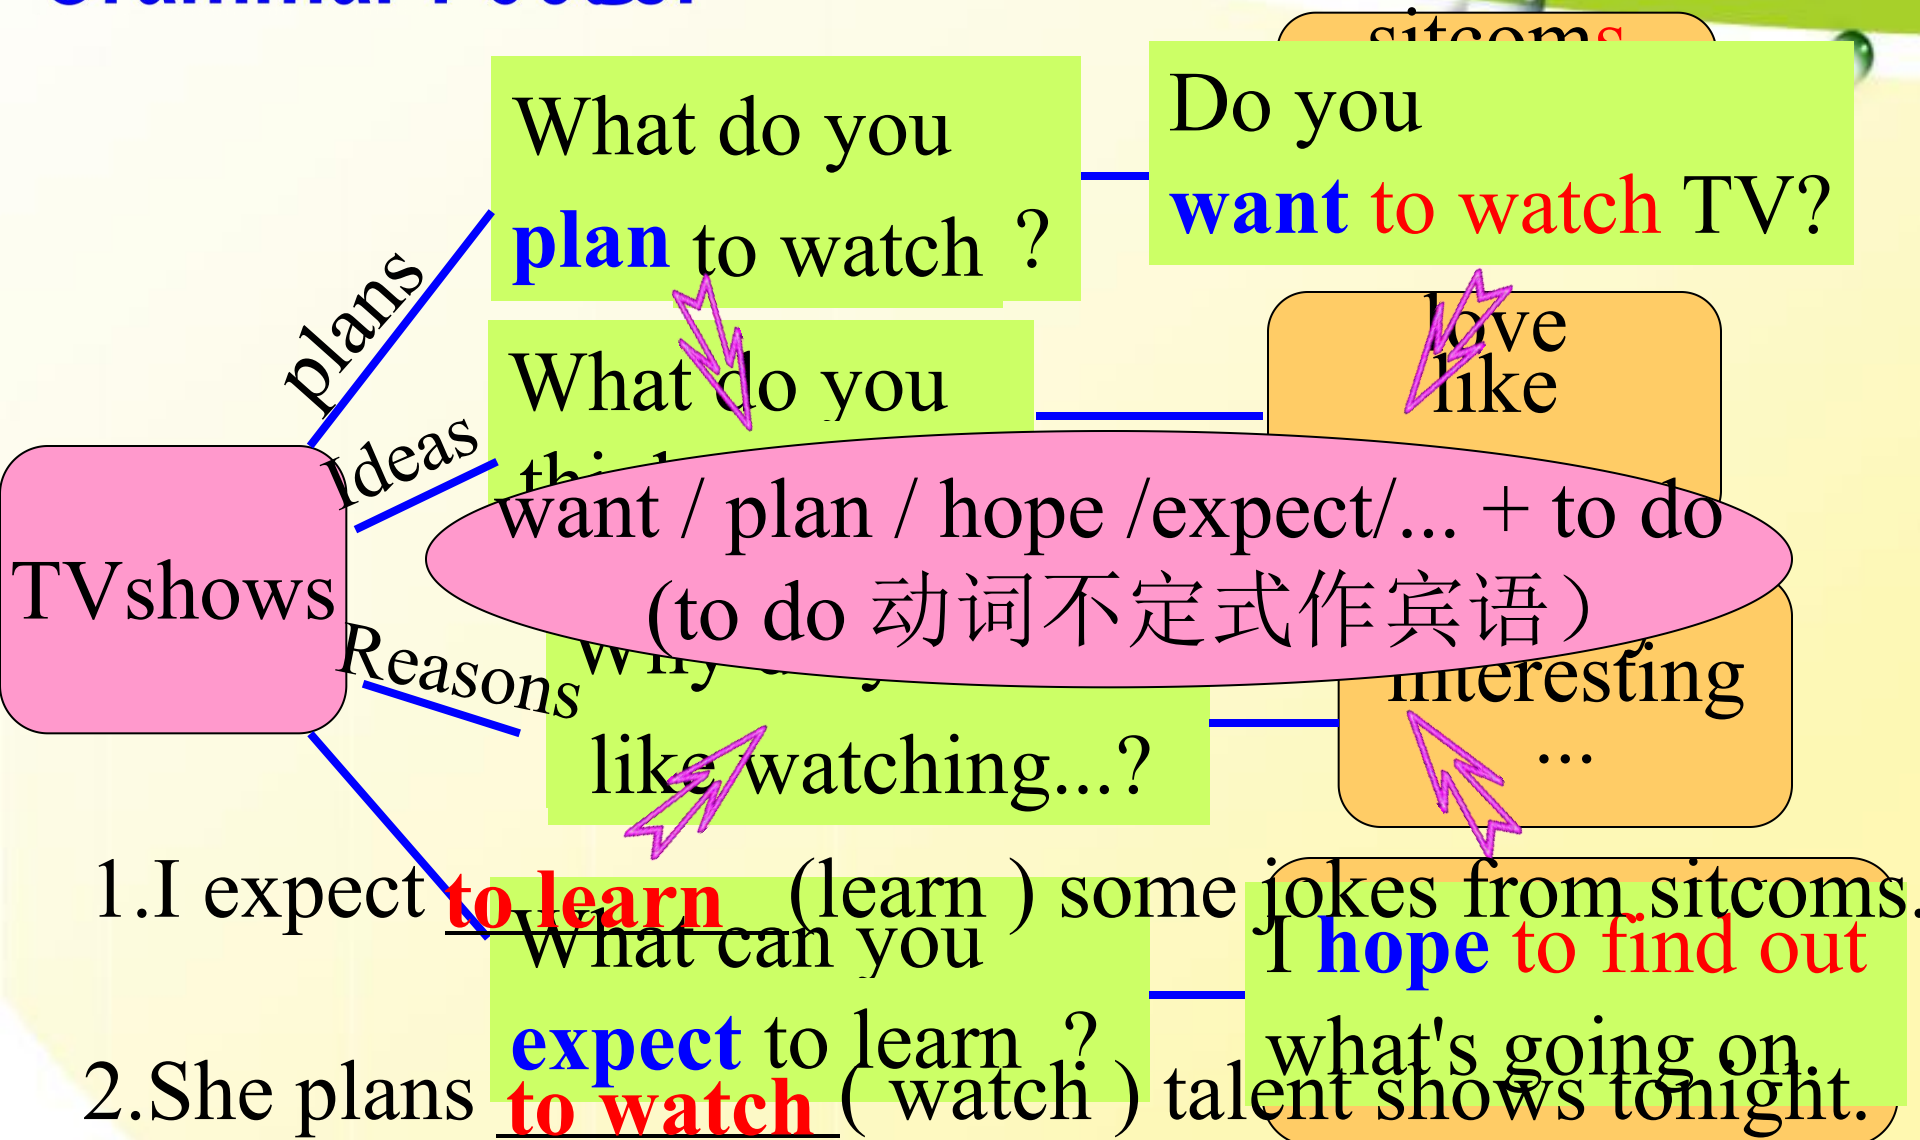 sitcoms
What do you
plan to watch ?
Do you
want to watch TV?
plans
love
like
What do you
Ideas
want / plan / hope /expect/... + to do
(to do 动词不定式作宾语）
TVshows
Reasons
interesting
...
like watching...?
1.I expect to learn (learn ) some jokes from sitcoms.
What can you
expect to learn ?
I hope to find out
what's going on.
2.She plans to watch ( watch ) talent shows tonight.